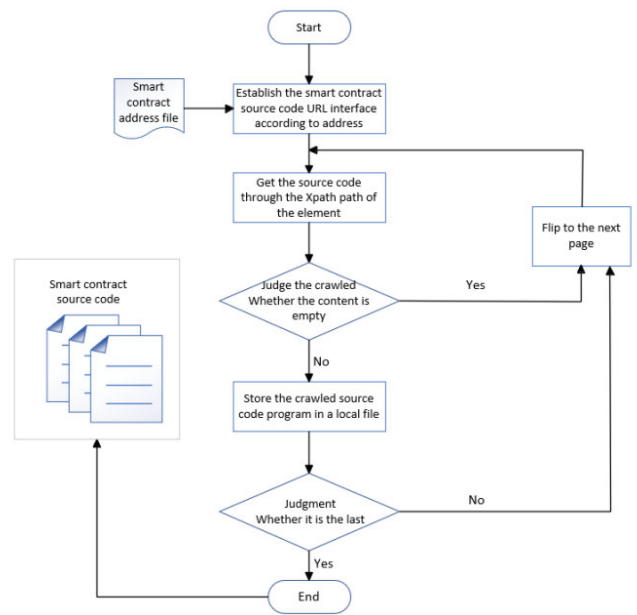 Start
Smart
contract
address file
Establish the smart contract
source code URL interface
according to address
Get the source code
through the Xpath path of
the element
Flip to the next
page
Judge the crawled
Whether the content is
empty
Yes
Smart contract
source code
No
Store the crawled source
code program in a local file
Judgment
Whether it is the last
No
Yes
End